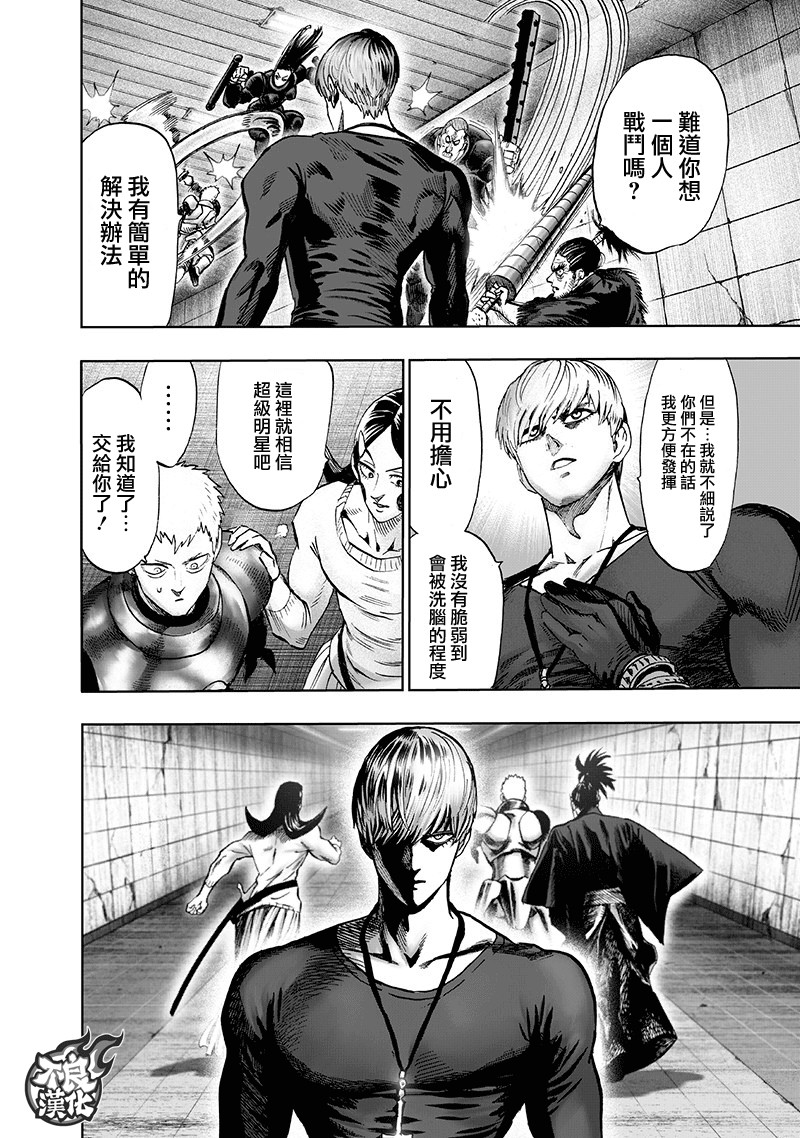 難道你想
一個人
戰鬥嗎?
我有簡單的
解決辦法
但是…我就不細說了
你們不在的話
我更方便發揮
不用擔心
我沒有脆弱到
會被洗腦的程度
這裡就相信
超級明星吧
……
我知道了…
交給你了!
不良
漢化